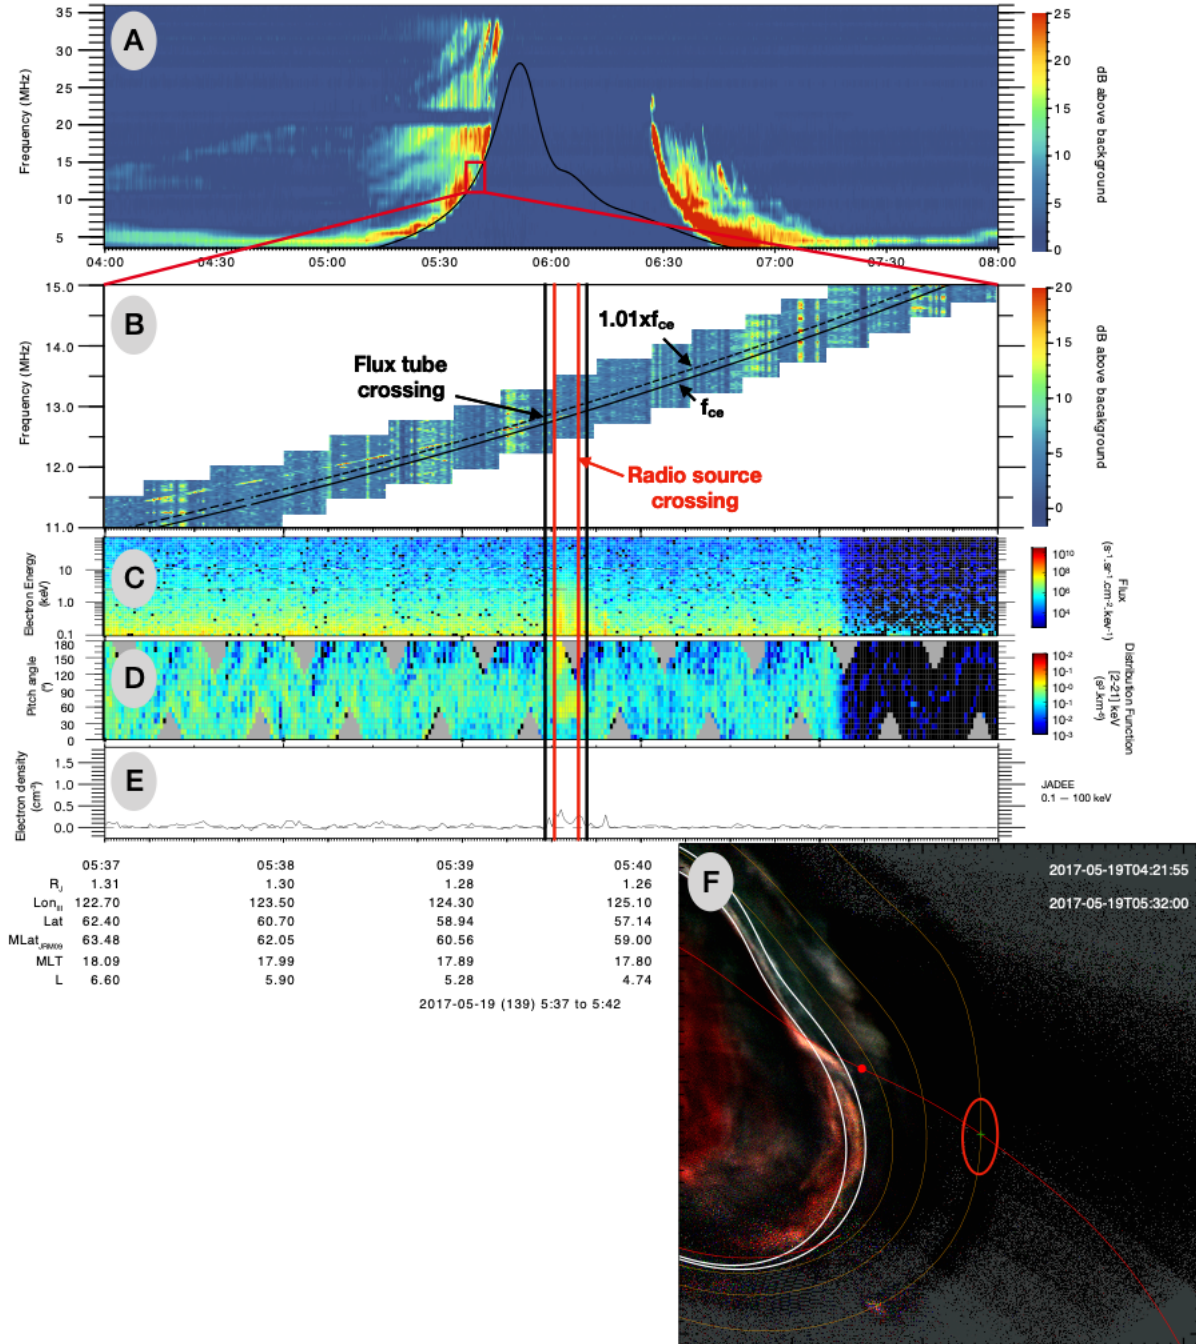 A
Frequency (MHz)
35
30
25
20
15
10
5
04:00 04:30 05:00 05:30 06:00 06:30 07:00 07:30 08:00
25
20
15
10
5
0
dB above background
B
Frequency (MHz)
15.0
14.0
13.0
12.0
11.0
Flux tube
crossing
1.01xfce
fce
Radio source
crossing
20
15
10
5
0
dB above bacakground
C
Electron Energy
(keV)
10
1.0
0.1
10^10
10^8
10^6
10^4
Flux
(s-1.sr-1.cm-2.kev-1)
D
Pitch angle
(°)
180
150
120
90
60
30
0
10^-2
10^-1
10^-0
10^-1
10^-2
10^-3
Distribution Function
[2-21] keV
(s3.km-6)
E
Electron density
(cm-3)
1.5
1.0
0.5
0.0
JADEE
0.1 — 100 keV
05:37 05:38 05:39 05:40
RJ 1.31 1.30 1.28 1.26
LonIII 122.70 123.50 124.30 125.10
Lat 62.40 60.70 58.94 57.14
MLatJRM09 63.48 62.05 60.56 59.00
MLT 18.09 17.99 17.89 17.80
L 6.60 5.90 5.28 4.74
2017-05-19 (139) 5:37 to 5:42
F
2017-05-19T04:21:55
2017-05-19T05:32:00